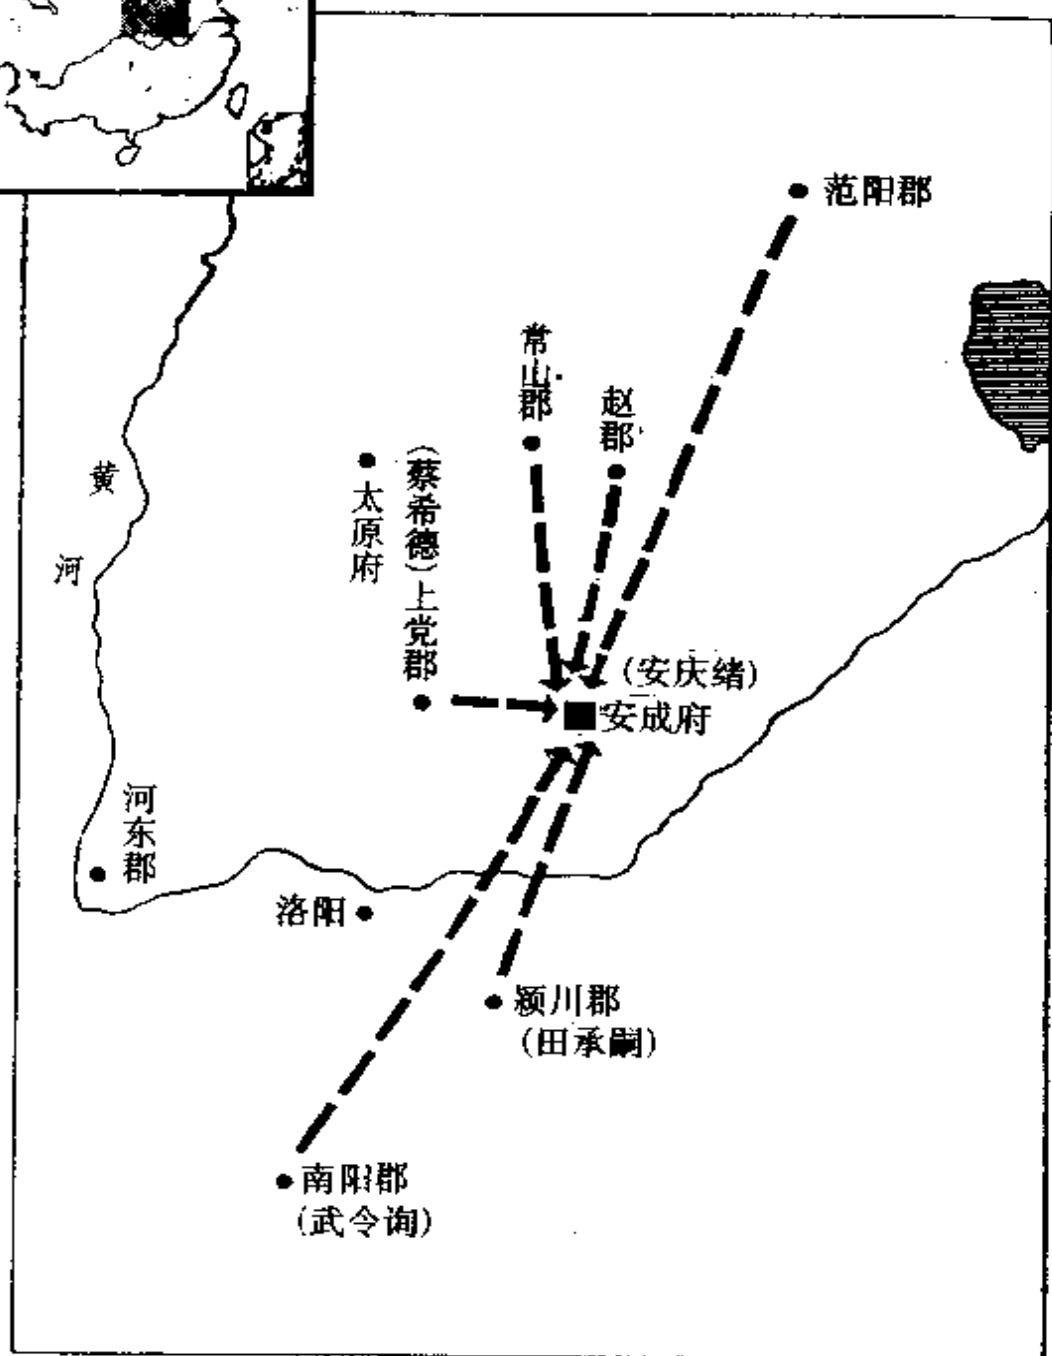 范阳郡
常山郡
赵郡
太原府
(蔡希德)上党郡
黄河
(安庆绪)
安成府
河东郡
洛阳
颍川郡
(田承嗣)
南阳郡
(武令询)